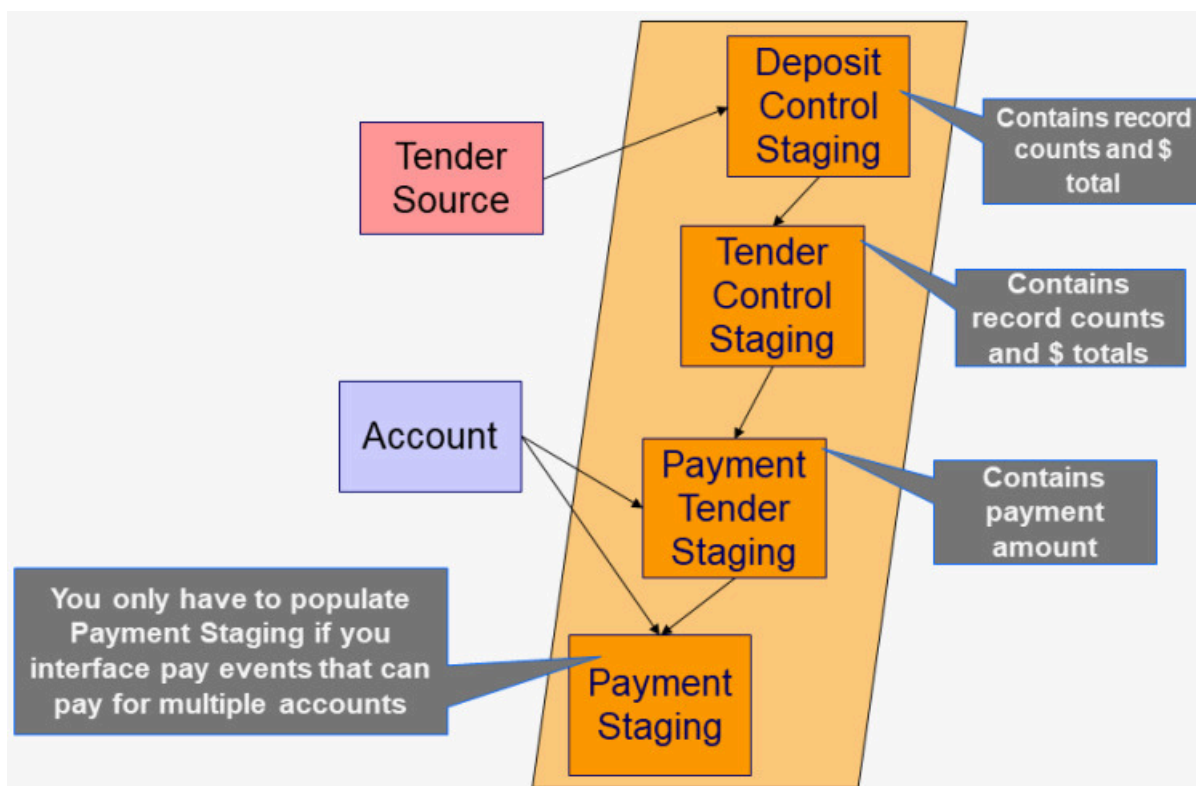 Deposit
Control
Staging
Contains record
counts and $
total
Tender
Source
Tender
Control
Staging
Contains
record counts
and $ totals
Account
Payment
Tender
Staging
Contains
payment
amount
You only have to populate
Payment Staging if you
interface pay events that can
pay for multiple accounts
Payment
Staging